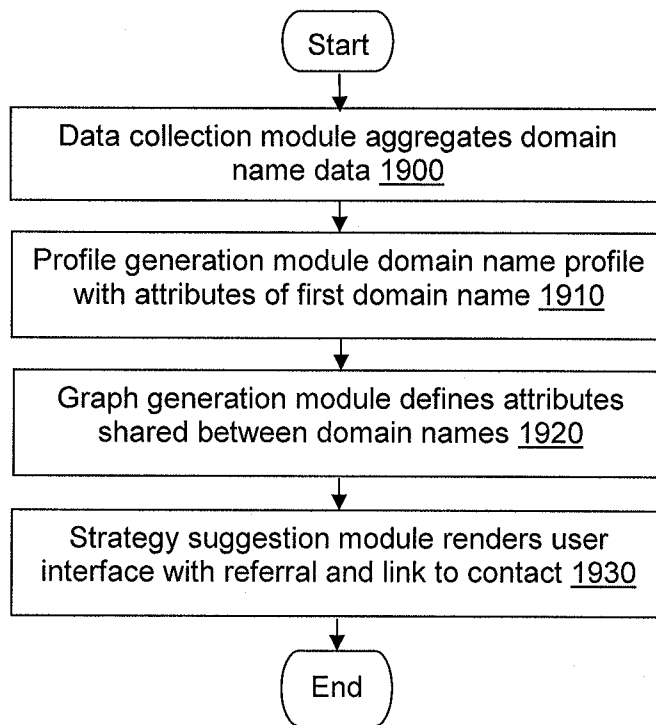 Start
Data collection module aggregates domain
name data 1900
Profile generation module domain name profile
with attributes of first domain name 1910
Graph generation module defines attributes
shared between domain names 1920
Strategy suggestion module renders user
interface with referral and link to contact 1930
End